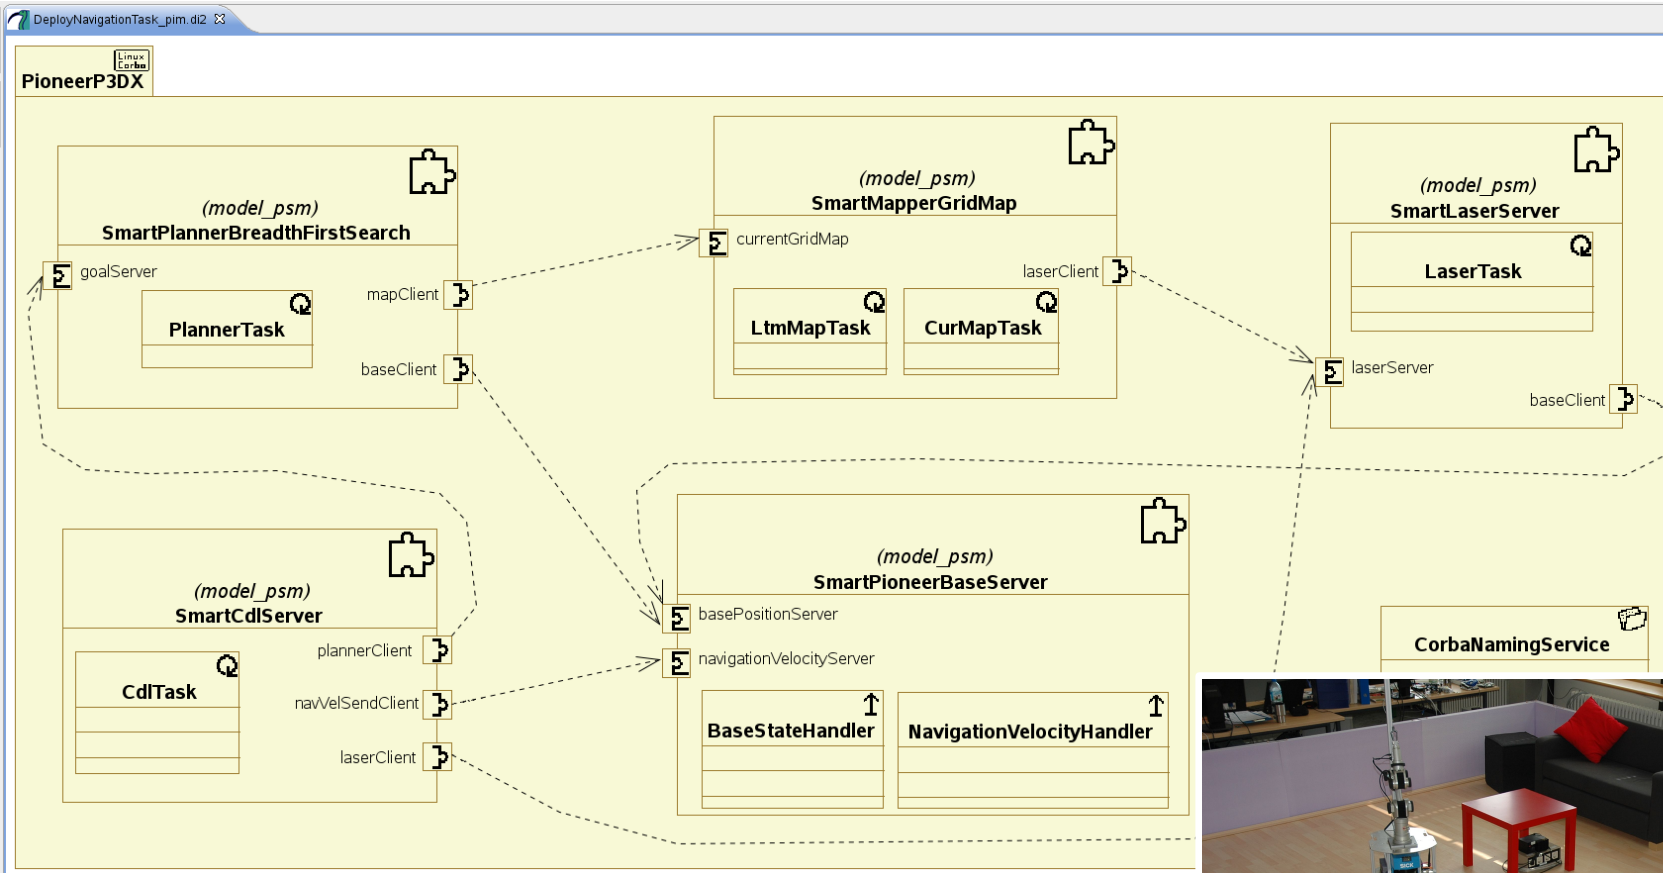 DeployNavigationTask_pim.di2
Linux
Corba
PioneerP3DX
(model_psm)
SmartPlannerBreadthFirstSearch
goalServer
mapClient
PlannerTask
baseClient
(model_psm)
SmartMapperGridMap
currentGridMap
laserClient
LtmMapTask
CurMapTask
(model_psm)
SmartLaserServer
LaserTask
laserServer
baseClient
(model_psm)
SmartCdlServer
plannerClient
CdlTask
navVelSendClient
laserClient
(model_psm)
SmartPioneerBaseServer
basePositionServer
navigationVelocityServer
BaseStateHandler
NavigationVelocityHandler
CorbaNamingService
SICK